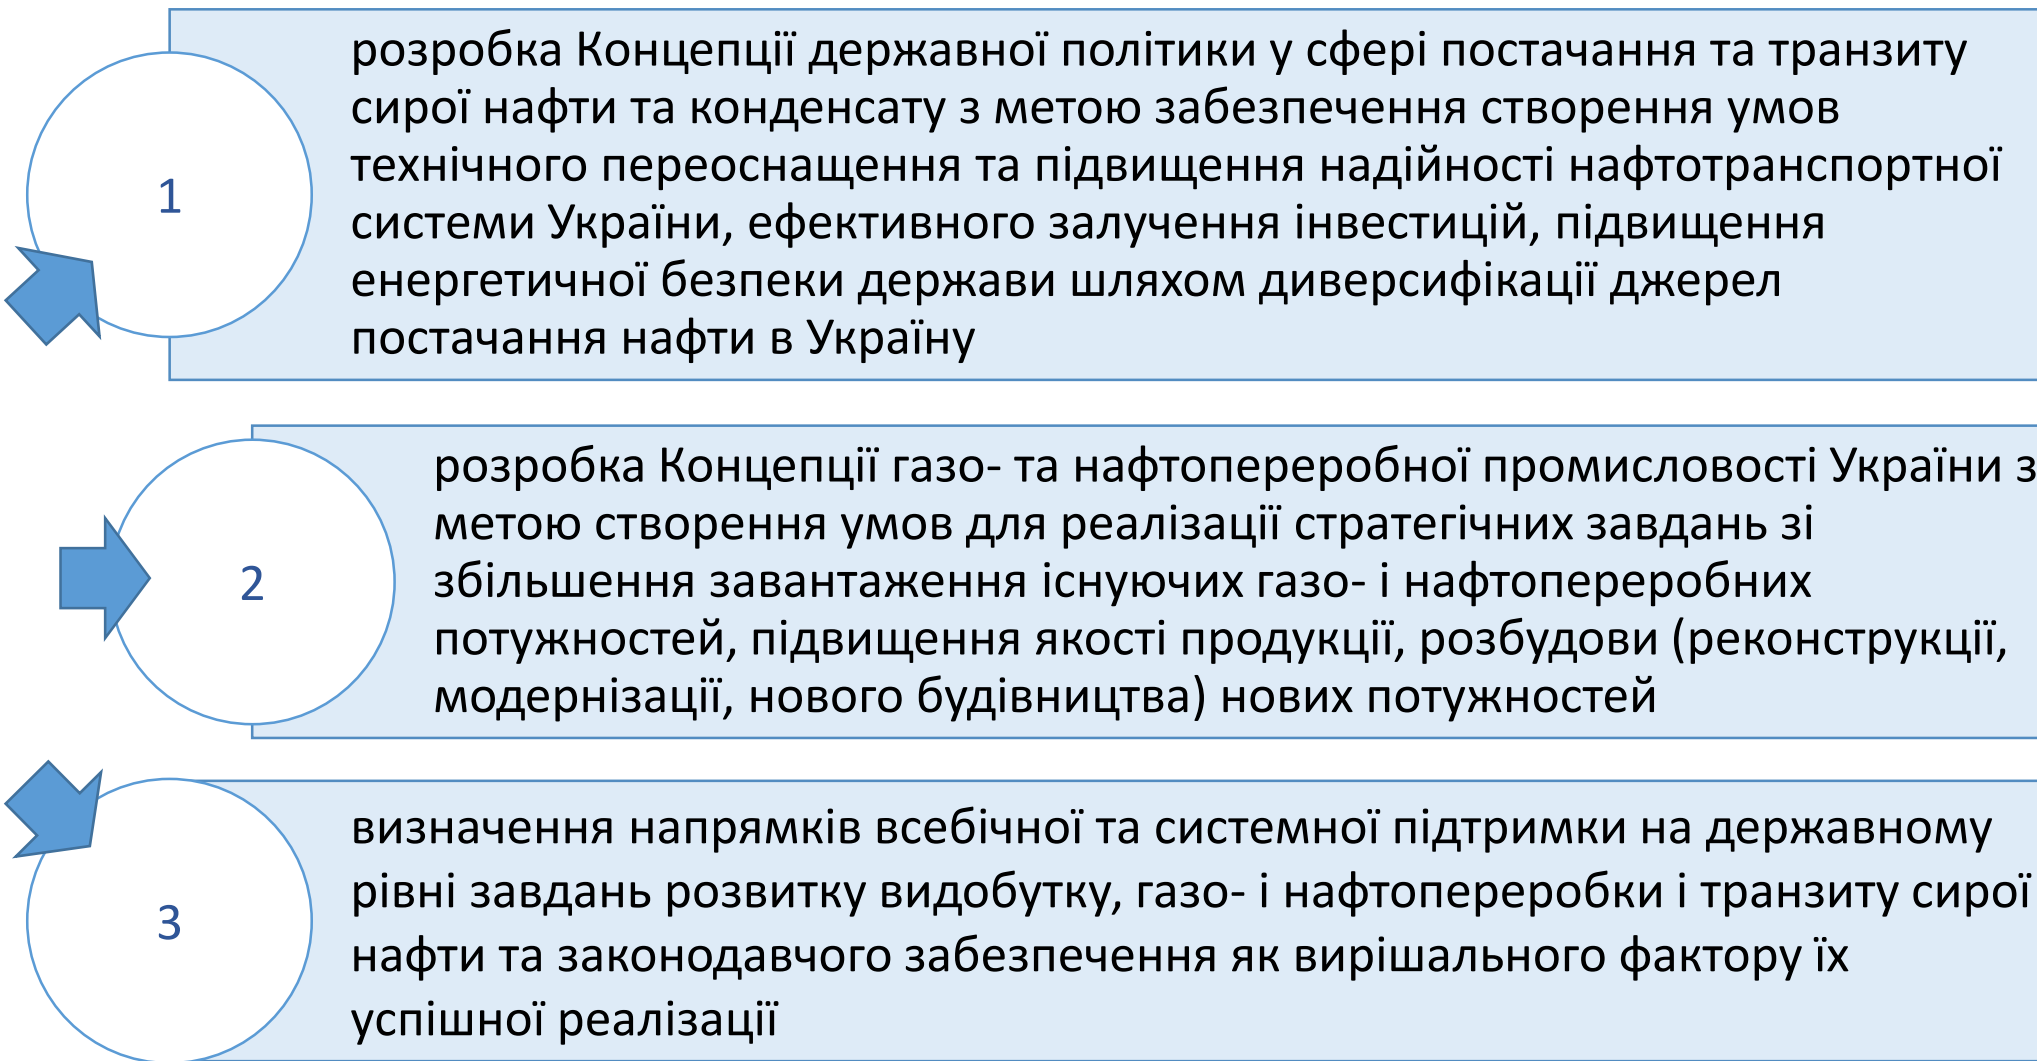 1
розробка Концепції державної політики у сфері постачання та транзиту
сирої нафти та конденсату з метою забезпечення створення умов
технічного переоснащення та підвищення надійності нафтотранспортної
системи України, ефективного залучення інвестицій, підвищення
енергетичної безпеки держави шляхом диверсифікації джерел
постачання нафти в Україну
2
розробка Концепції газо- та нафтопереробної промисловості України з
метою створення умов для реалізації стратегічних завдань зі
збільшення завантаження існуючих газо- і нафтопереробних
потужностей, підвищення якості продукції, розбудови (реконструкції,
модернізації, нового будівництва) нових потужностей
3
визначення напрямків всебічної та системної підтримки на державному
рівні завдань розвитку видобутку, газо- і нафтопереробки і транзиту сирої
нафти та законодавчого забезпечення як вирішального фактору їх
успішної реалізації